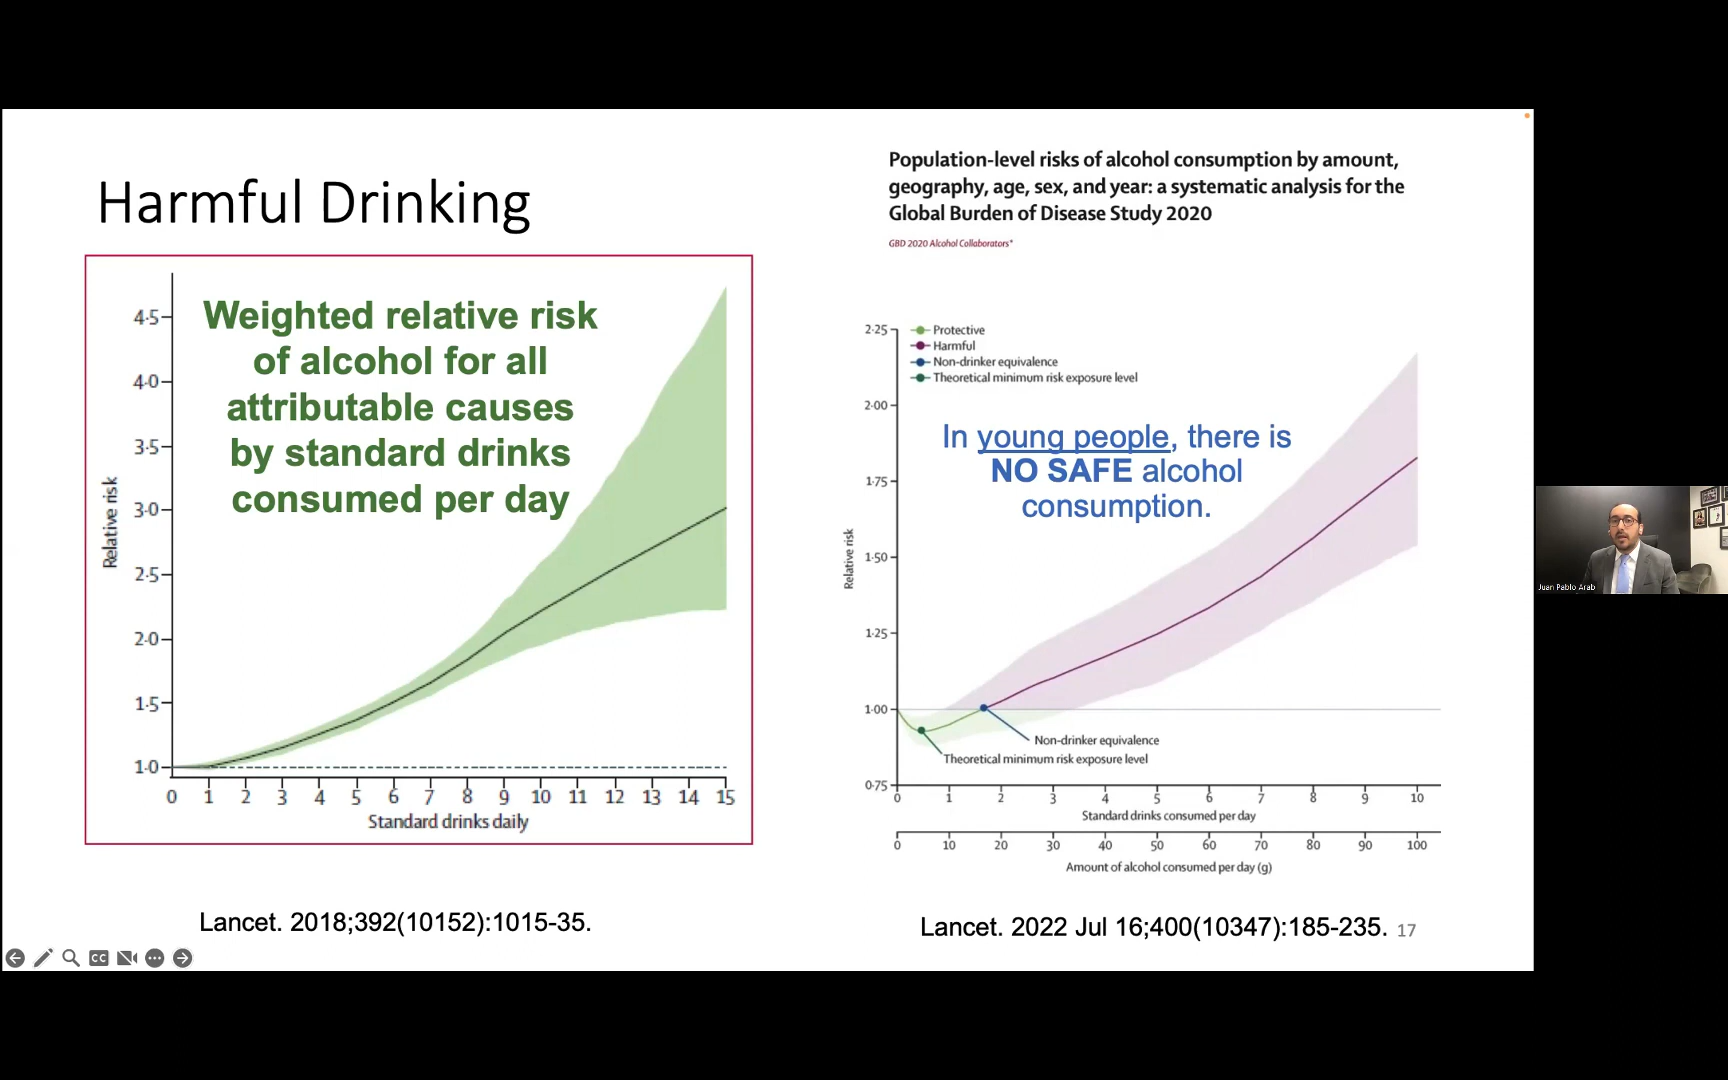 Harmful Drinking
Weighted relative risk
of alcohol for all
attributable causes
by standard drinks
consumed per day
Relative risk
4·5
4·0
3·5
3·0
2·5
2·0
1·5
1·0
0 1 2 3 4 5 6 7 8 9 10 11 12 13 14 15
Standard drinks daily
Lancet. 2018;392(10152):1015-35.
Population-level risks of alcohol consumption by amount,
geography, age, sex, and year: a systematic analysis for the
Global Burden of Disease Study 2020
GBD 2020 Alcohol Collaborators*
Protective
Harmful
Non-drinker equivalence
Theoretical minimum risk exposure level
In young people, there is
NO SAFE alcohol
consumption.
Relative risk
2·25
2·00
1·75
1·50
1·25
1·00
0·75
Non-drinker equivalence
Theoretical minimum risk exposure level
0 1 2 3 4 5 6 7 8 9 10
Standard drinks consumed per day
0 10 20 30 40 50 60 70 80 90 100
Amount of alcohol consumed per day (g)
Lancet. 2022 Jul 16;400(10347):185-235.
17
CC
Juan Pablo Arab